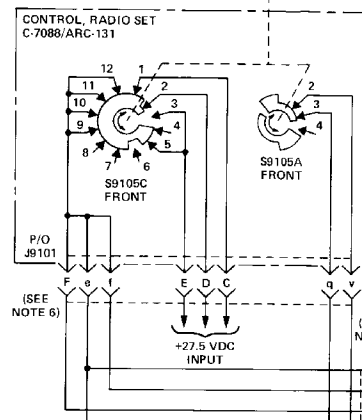 CONTROL, RADIO SET
C-7088/ARC-131
12 1
11 2
10 3
9 4
8 5
7 6
S9105C
FRONT
2
3
4
S9105A
FRONT
P/O
J9101
F e f E D C q v
(SEE
NOTE 6)
+27.5 VDC
INPUT
(
N